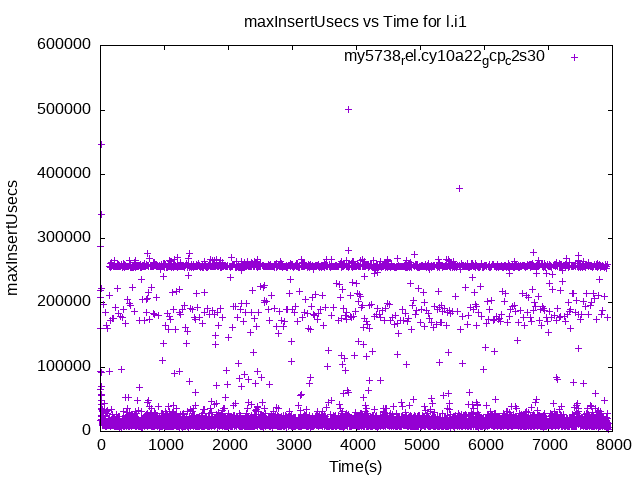 maxInsertUsecs vs Time for l.i1
my5738rel.cy10a22gcpc2s30
600000
500000
400000
300000
200000
100000
0
maxInsertUsecs
0 1000 2000 3000 4000 5000 6000 7000 8000
Time(s)